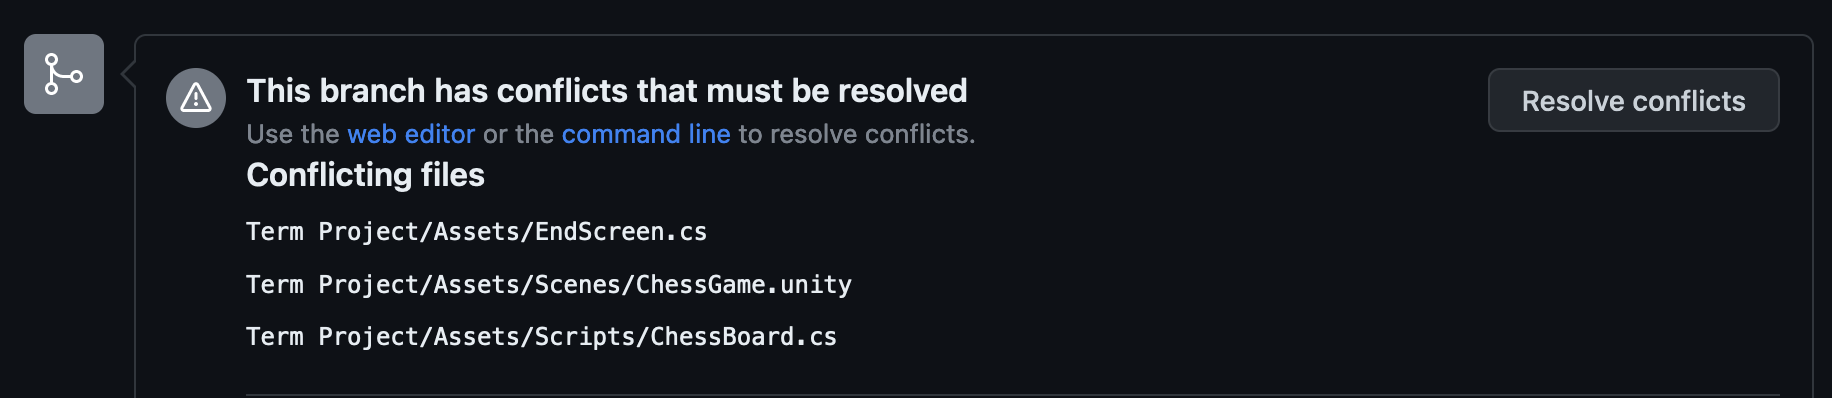 This branch has conflicts that must be resolved
Resolve conflicts
Use the web editor or the command line to resolve conflicts.
Conflicting files
Term Project/Assets/EndScreen.cs
Term Project/Assets/Scenes/ChessGame.unity
Term Project/Assets/Scripts/ChessBoard.cs